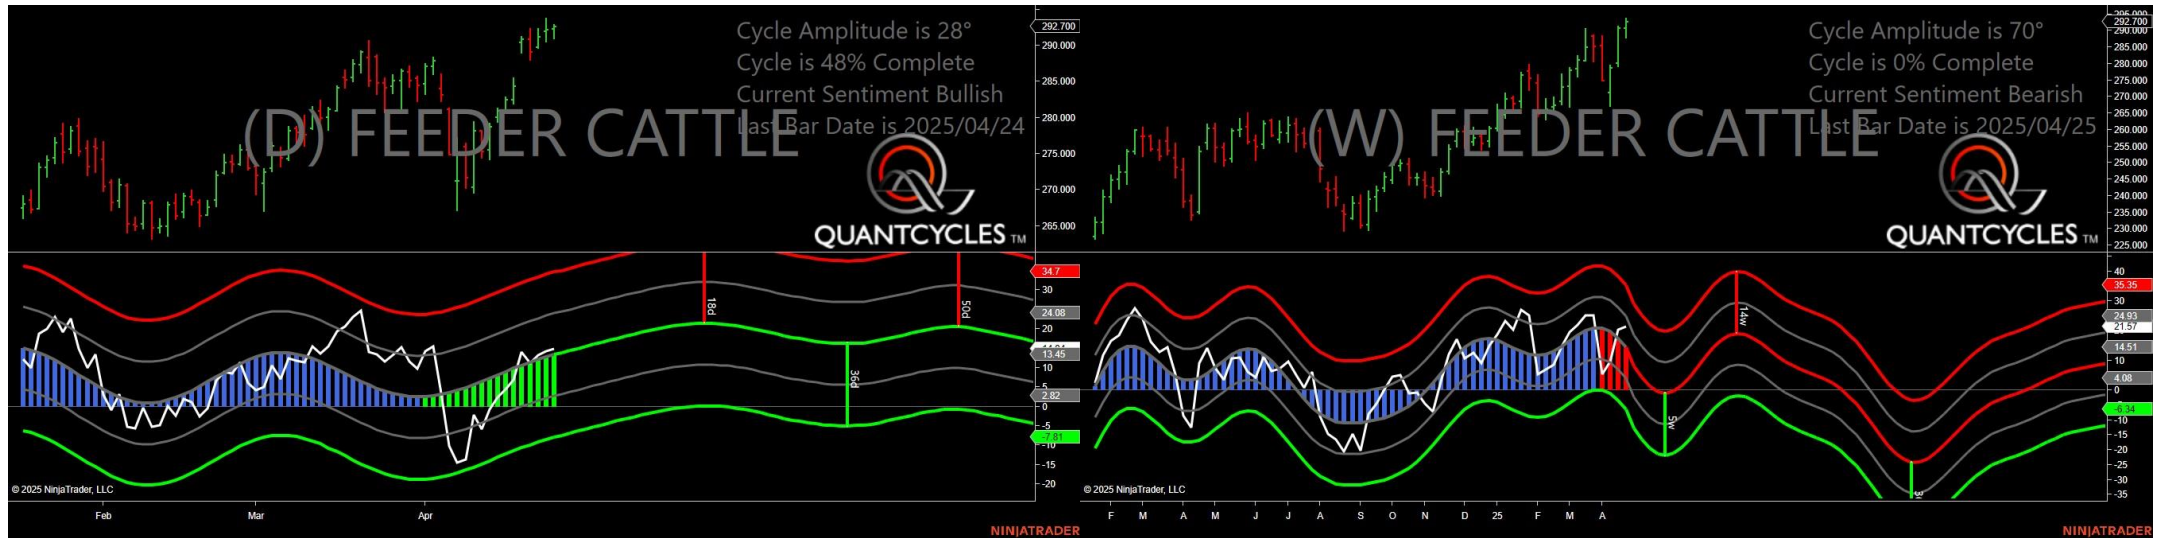 Cycle Amplitude is 28°
Cycle is 48% Complete
Current Sentiment Bullish
Last Bar Date is 2025/04/24
(D) FEEDER CATTLE
QUANTCYCLES TM
292.700
290.000
285.000
280.000
275.000
270.000
265.000
34.7
30
24.08
20
13.45
10
5
2.82
0
-5
-7.81
-10
-15
-20
18d
36d
50d
© 2025 NinjaTrader, LLC
Feb Mar Apr
NINJATRADER
Cycle Amplitude is 70°
Cycle is 0% Complete
Current Sentiment Bearish
Last Bar Date is 2025/04/25
(W) FEEDER CATTLE
QUANTCYCLES TM
295.000
292.700
290.000
285.000
280.000
275.000
270.000
265.000
260.000
255.000
250.000
245.000
240.000
235.000
230.000
225.000
40
35.35
30
24.93
21.57
14.51
10
4.08
0
-6.34
-10
-15
-20
-25
-30
-35
5w
14w
© 2025 NinjaTrader, LLC
F M A M J J A S O N D 25 F M A
NINJATRADER